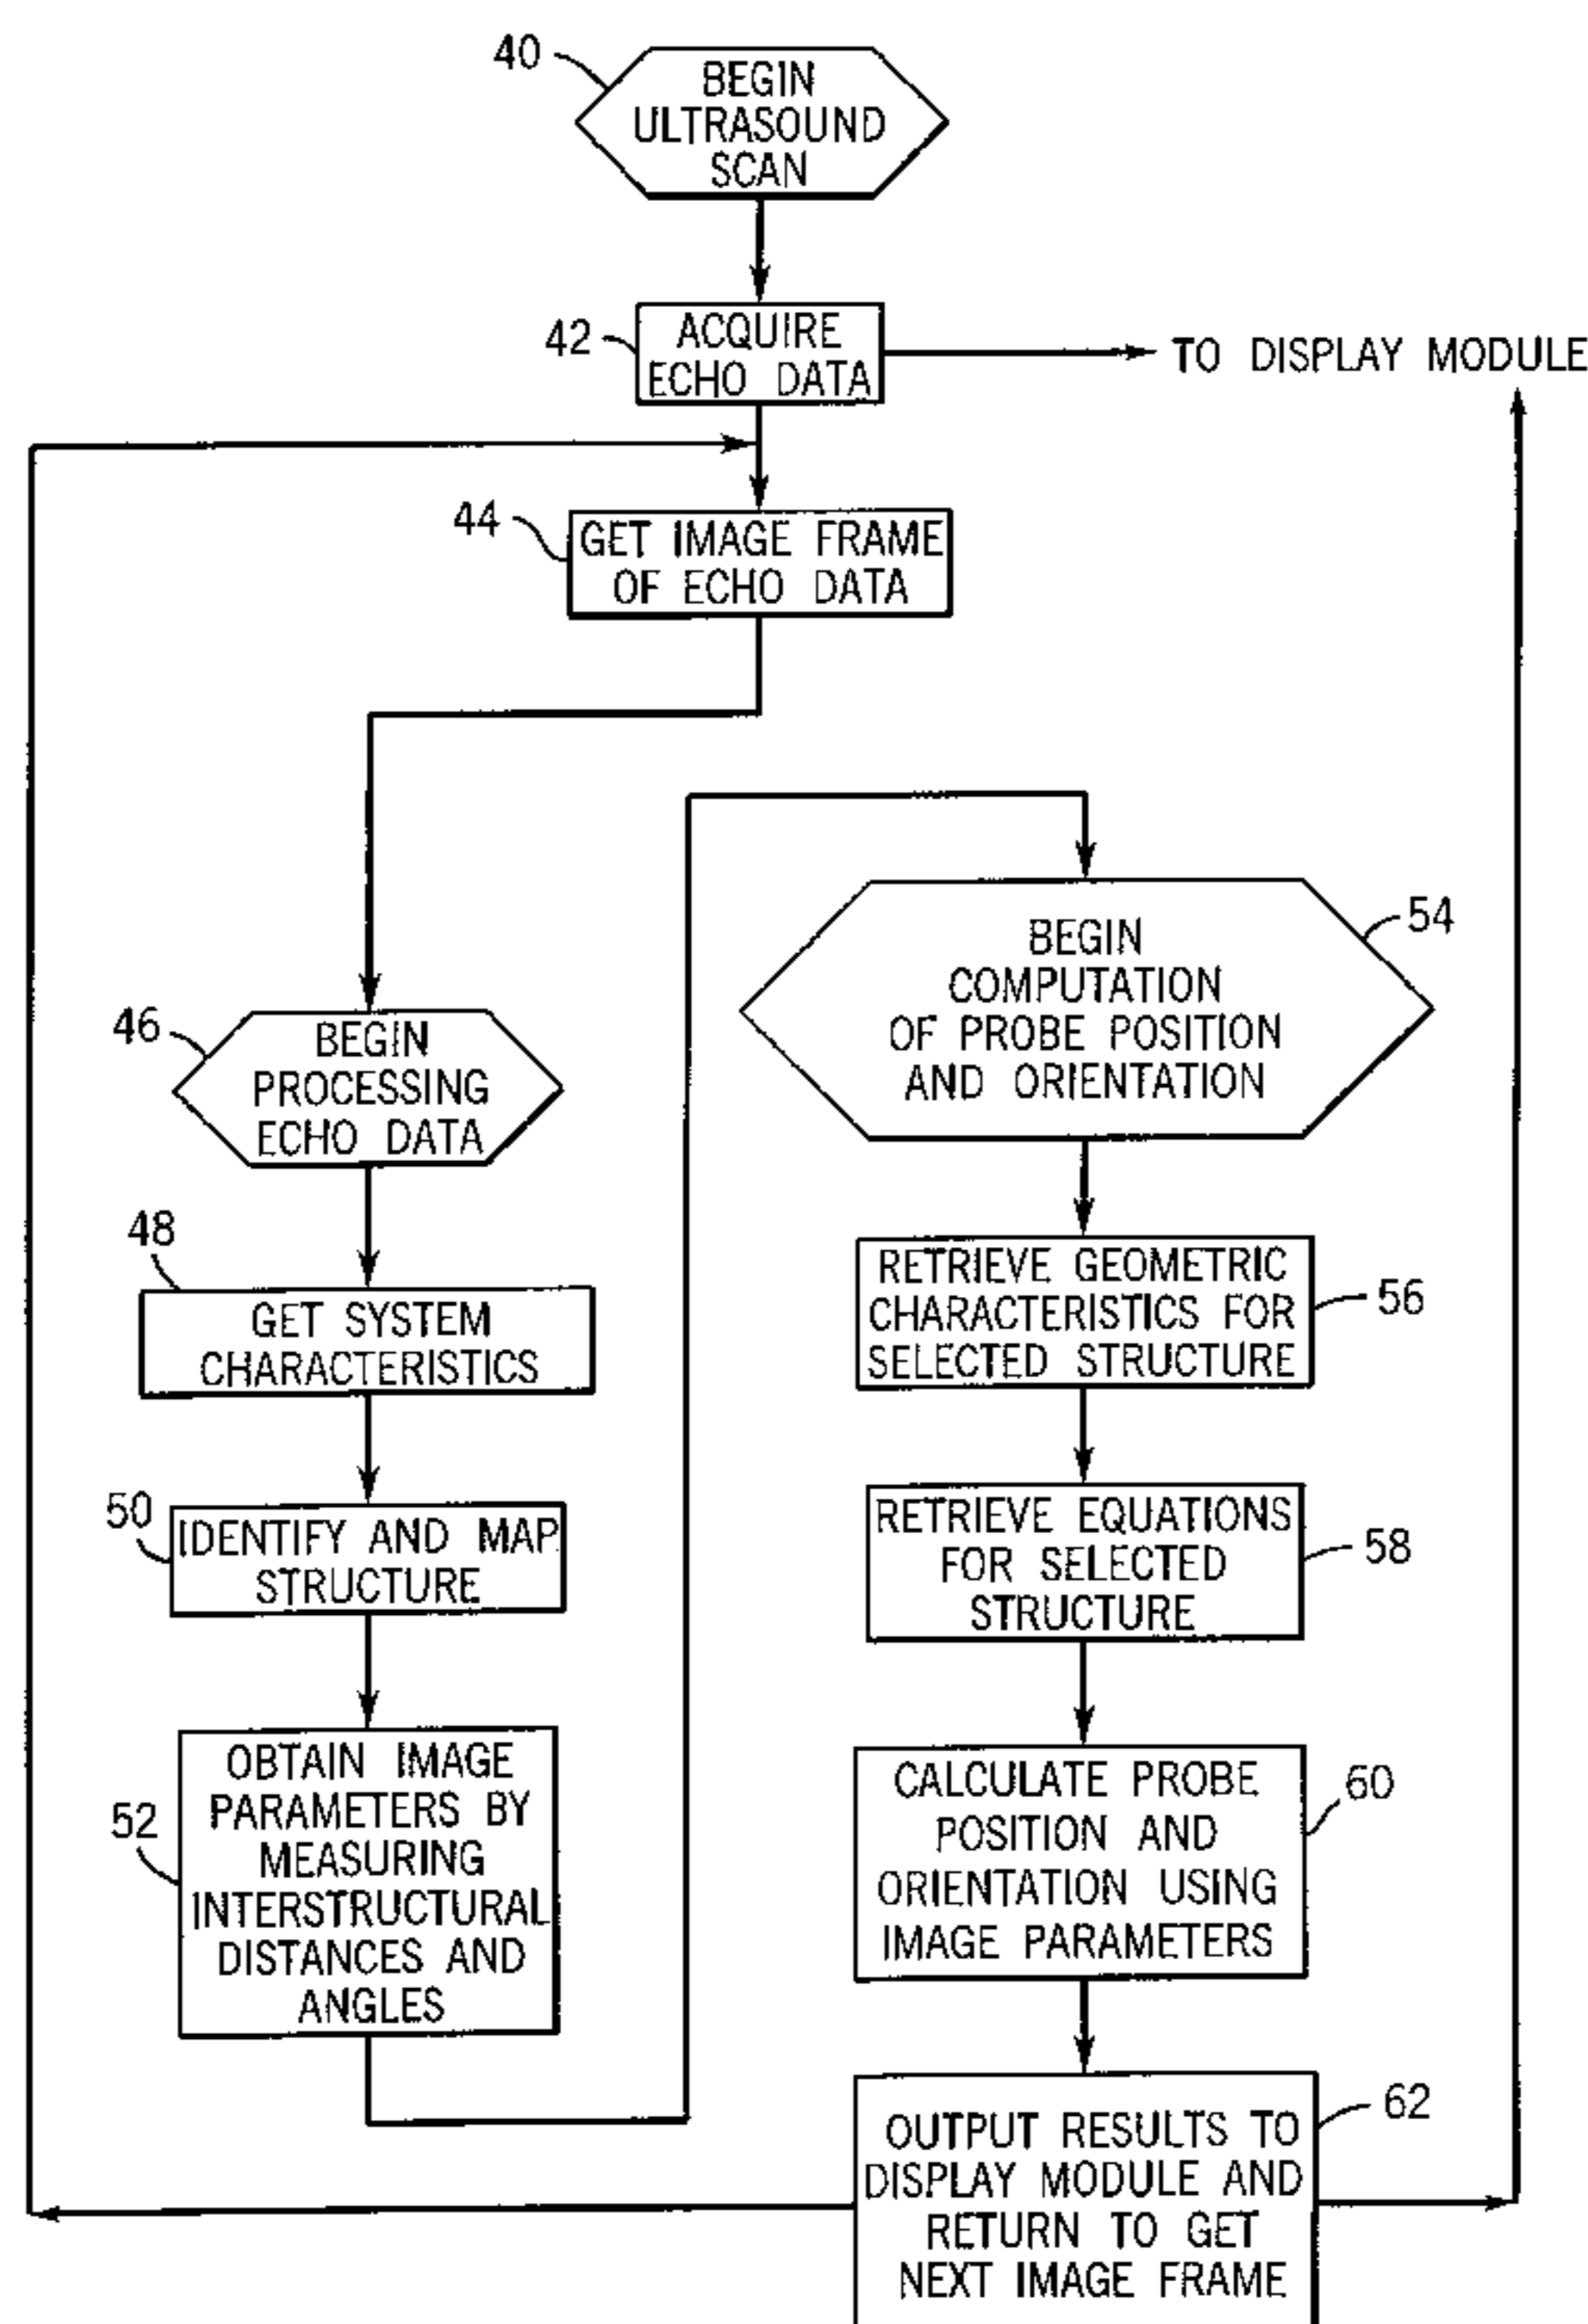 40
BEGIN
ULTRASOUND
SCAN
42
ACQUIRE
ECHO DATA
TO DISPLAY MODULE
44
GET IMAGE FRAME
OF ECHO DATA
46
BEGIN
PROCESSING
ECHO DATA
48
GET SYSTEM
CHARACTERISTICS
50
IDENTIFY AND MAP
STRUCTURE
52
OBTAIN IMAGE
PARAMETERS BY
MEASURING
INTERSTRUCTURAL
DISTANCES AND
ANGLES
54
BEGIN
COMPUTATION
OF PROBE POSITION
AND ORIENTATION
56
RETRIEVE GEOMETRIC
CHARACTERISTICS FOR
SELECTED STRUCTURE
58
RETRIEVE EQUATIONS
FOR SELECTED
STRUCTURE
60
CALCULATE PROBE
POSITION AND
ORIENTATION USING
IMAGE PARAMETERS
62
OUTPUT RESULTS TO
DISPLAY MODULE AND
RETURN TO GET
NEXT IMAGE FRAME